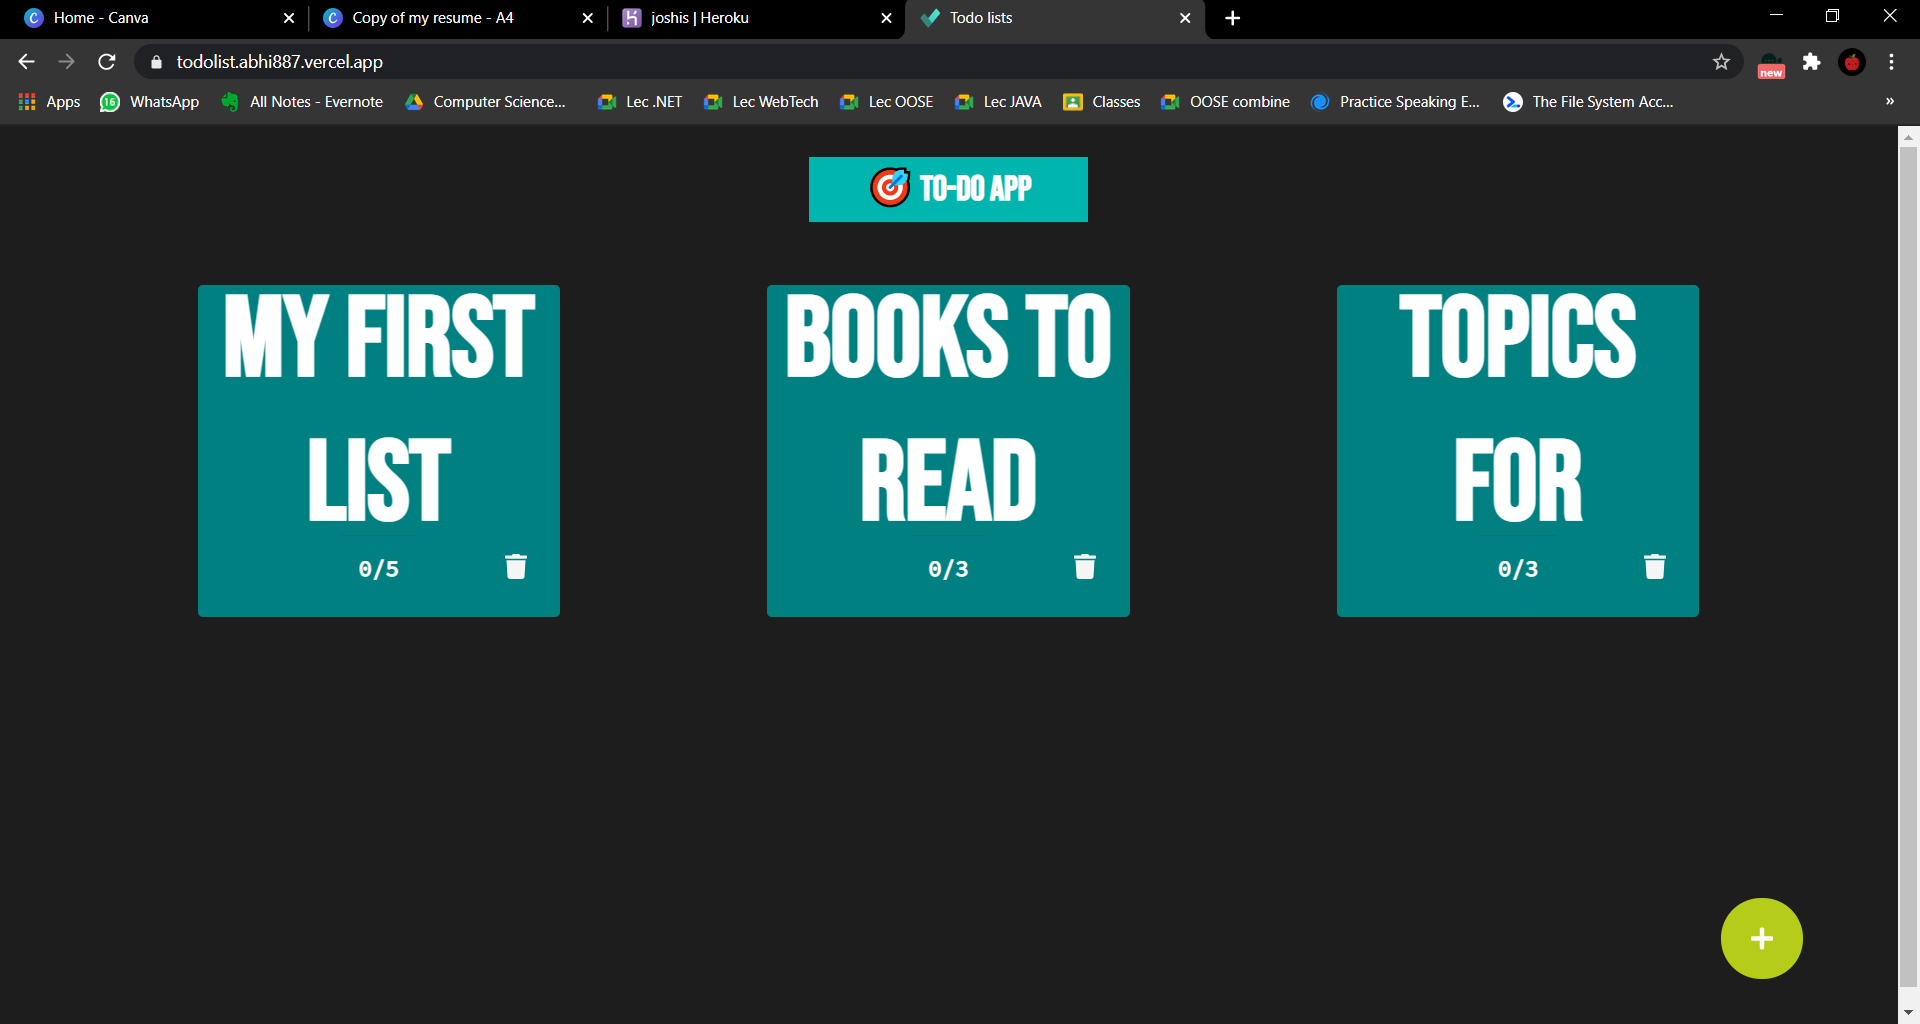 Home - Canva
Copy of my resume - A4
joshis | Heroku
Todo lists
todolist.abhi887.vercel.app
new
Apps
16
WhatsApp
All Notes - Evernote
Computer Science...
Lec .NET
Lec WebTech
Lec OOSE
Lec JAVA
Classes
OOSE combine
Practice Speaking E...
The File System Acc...
»
TO-DO APP
MY FIRST
LIST
0/5
BOOKS TO
READ
0/3
TOPICS
FOR
0/3
+